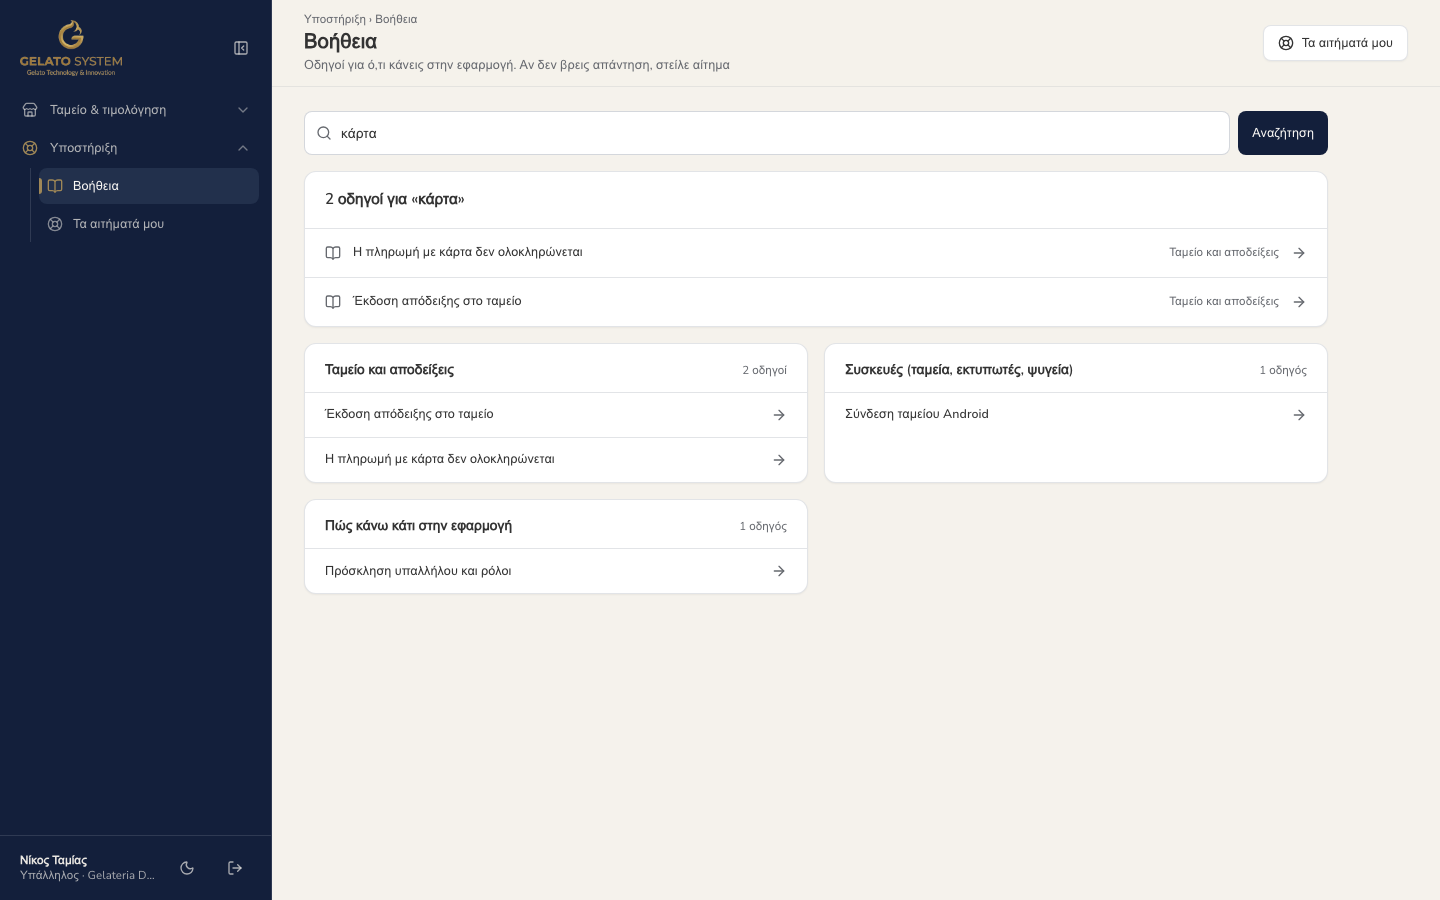 GELATO SYSTEM
Gelato Technology & Innovation
Ταμείο & τιμολόγηση
Υποστήριξη
Βοήθεια
Τα αιτήματά μου
Νίκος Ταμίας
Υπάλληλος · Gelateria D...
Υποστήριξη › Βοήθεια
Βοήθεια
Οδηγοί για ό,τι κάνεις στην εφαρμογή. Αν δεν βρεις απάντηση, στείλε αίτημα
Τα αιτήματά μου
κάρτα
Αναζήτηση
2 οδηγοί για «κάρτα»
Η πληρωμή με κάρτα δεν ολοκληρώνεται
Ταμείο και αποδείξεις
Έκδοση απόδειξης στο ταμείο
Ταμείο και αποδείξεις
Ταμείο και αποδείξεις
2 οδηγοί
Έκδοση απόδειξης στο ταμείο
Η πληρωμή με κάρτα δεν ολοκληρώνεται
Συσκευές (ταμεία, εκτυπωτές, ψυγεία)
1 οδηγός
Σύνδεση ταμείου Android
Πώς κάνω κάτι στην εφαρμογή
1 οδηγός
Πρόσκληση υπαλλήλου και ρόλοι